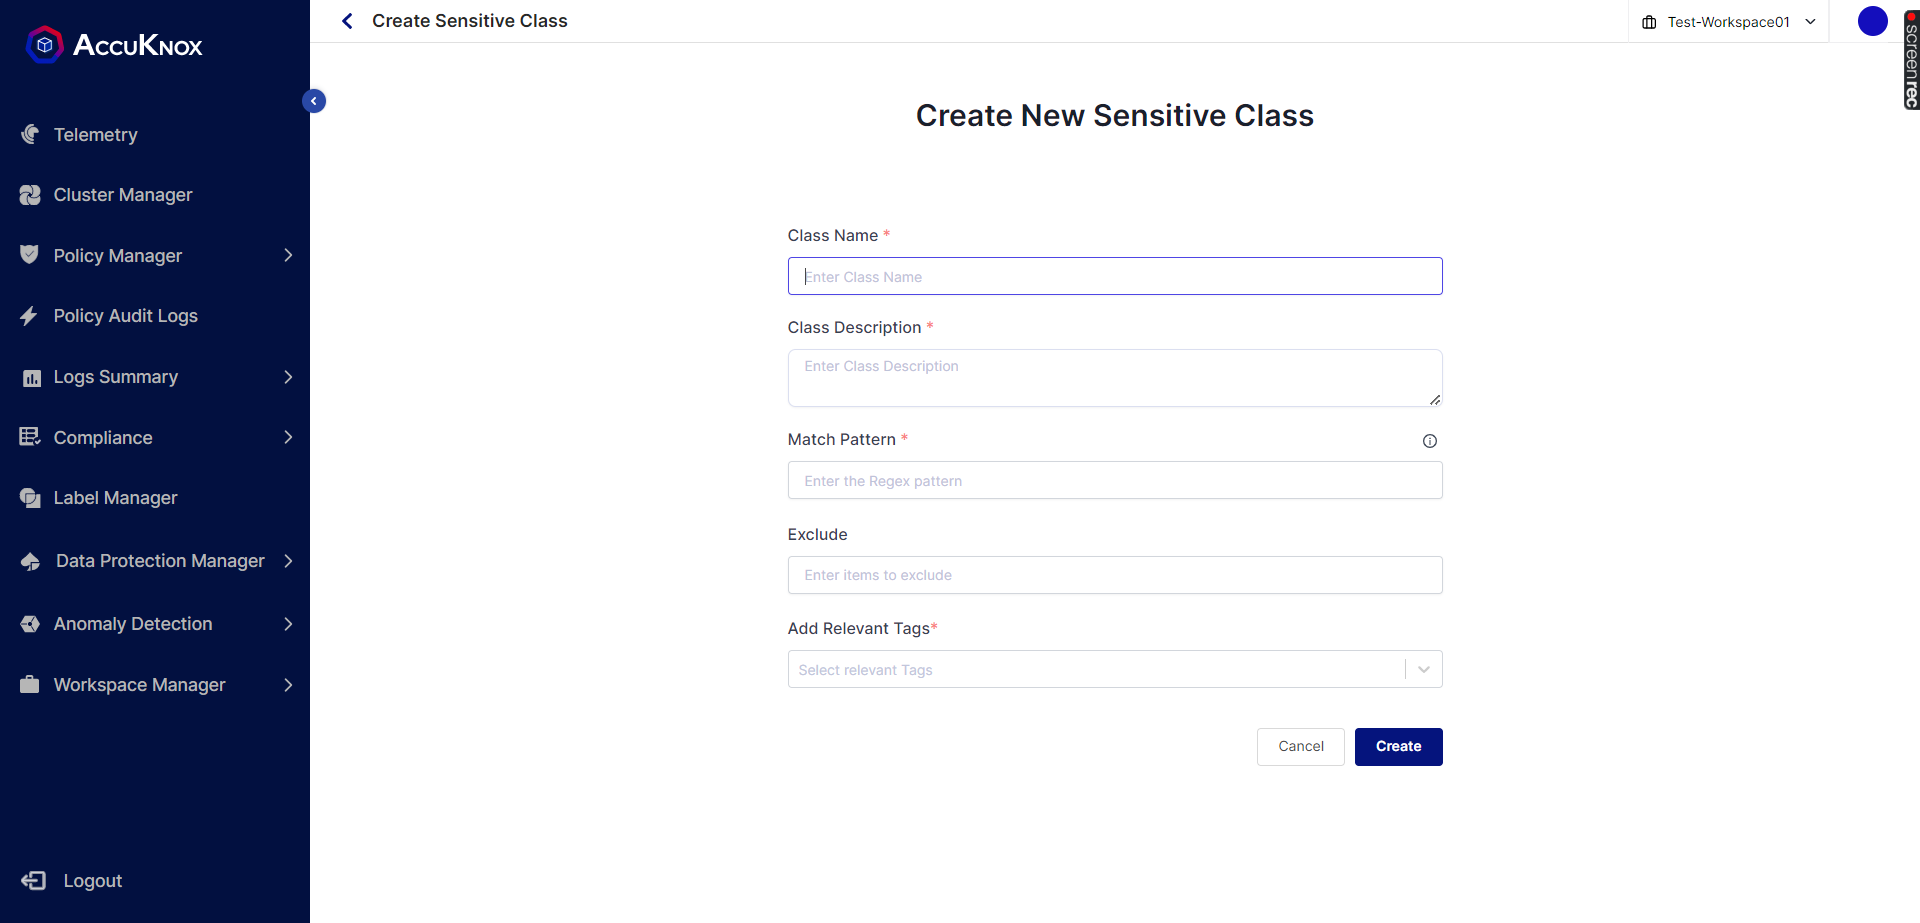 AccuKnox
Create Sensitive Class
Test-Workspace01
screenrec
Telemetry
Cluster Manager
Policy Manager
Policy Audit Logs
Logs Summary
Compliance
Label Manager
Data Protection Manager
Anomaly Detection
Workspace Manager
Logout
Create New Sensitive Class
Class Name *
Enter Class Name
Class Description *
Enter Class Description
Match Pattern *
Enter the Regex pattern
Exclude
Enter items to exclude
Add Relevant Tags*
Select relevant Tags
Cancel
Create